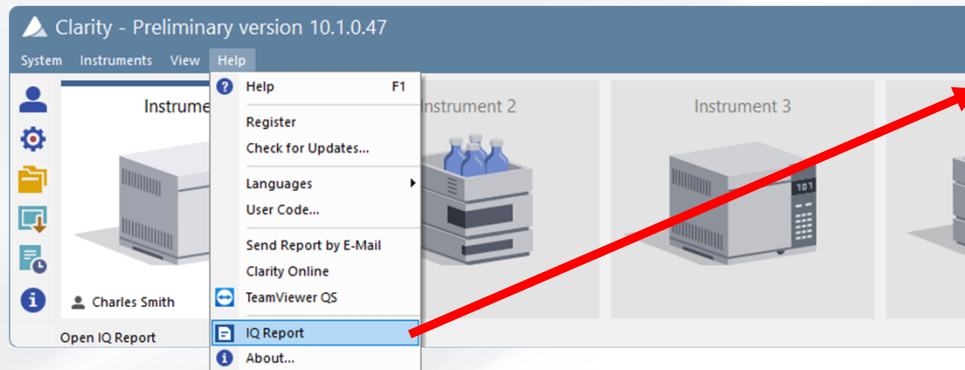 Clarity - Preliminary version 10.1.0.47
System Instruments View Help
Help F1
Register
Check for Updates...
Languages
User Code...
Send Report by E-Mail
Clarity Online
TeamViewer QS
IQ Report
About...
Instrume
nstrument 2
Instrument 3
101
Charles Smith
Open IQ Report